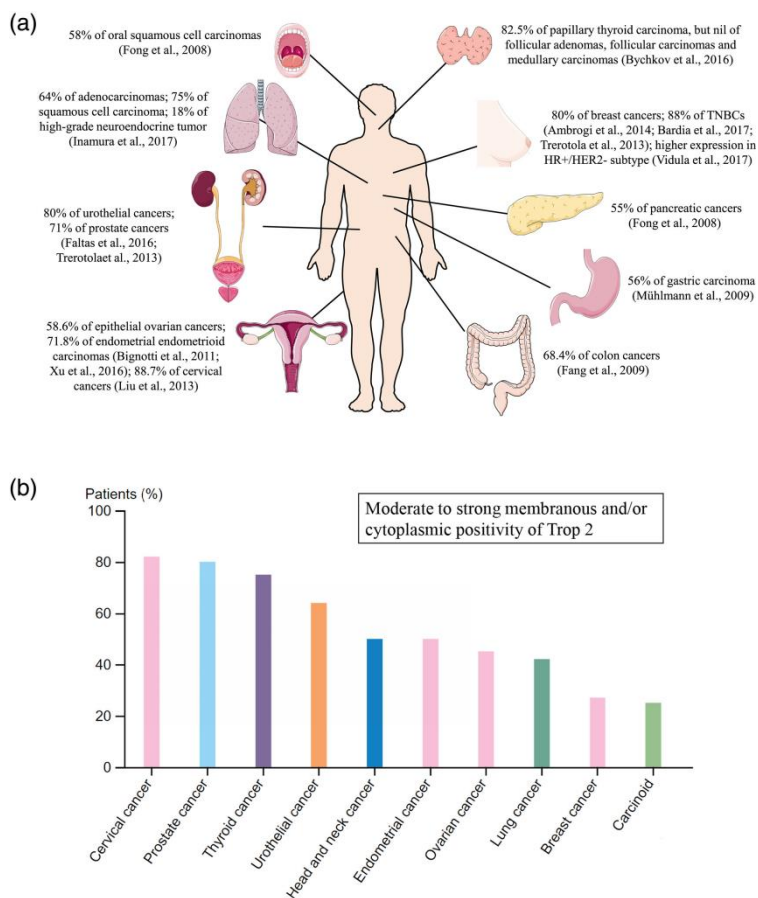 (a)
58% of oral squamous cell carcinomas
(Fong et al., 2008)
82.5% of papillary thyroid carcinoma, but nil of
follicular adenomas, follicular carcinomas and
medullary carcinomas (Bychkov et al., 2016)
64% of adenocarcinomas; 75% of
squamous cell carcinoma; 18% of
high-grade neuroendocrine tumor
(Inamura et al., 2017)
80% of breast cancers; 88% of TNBCs
(Ambrogi et al., 2014; Bardia et al., 2017;
Trerotola et al., 2013); higher expression in
HR+/HER2- subtype (Vidula et al., 2017)
80% of urothelial cancers;
71% of prostate cancers
(Faltas et al., 2016;
Trerotolaet al., 2013)
55% of pancreatic cancers
(Fong et al., 2008)
56% of gastric carcinoma
(Mühlmann et al., 2009)
58.6% of epithelial ovarian cancers;
71.8% of endometrial endometrioid
carcinomas (Bignotti et al., 2011;
Xu et al., 2016); 88.7% of cervical
cancers (Liu et al., 2013)
68.4% of colon cancers
(Fang et al., 2009)
(b)
Patients (%)
Moderate to strong membranous and/or
cytoplasmic positivity of Trop 2
100
80
60
40
20
0
Cervical cancer
Prostate cancer
Thyroid cancer
Urothelial cancer
Head and neck cancer
Endometrial cancer
Ovarian cancer
Lung cancer
Breast cancer
Carcinoid